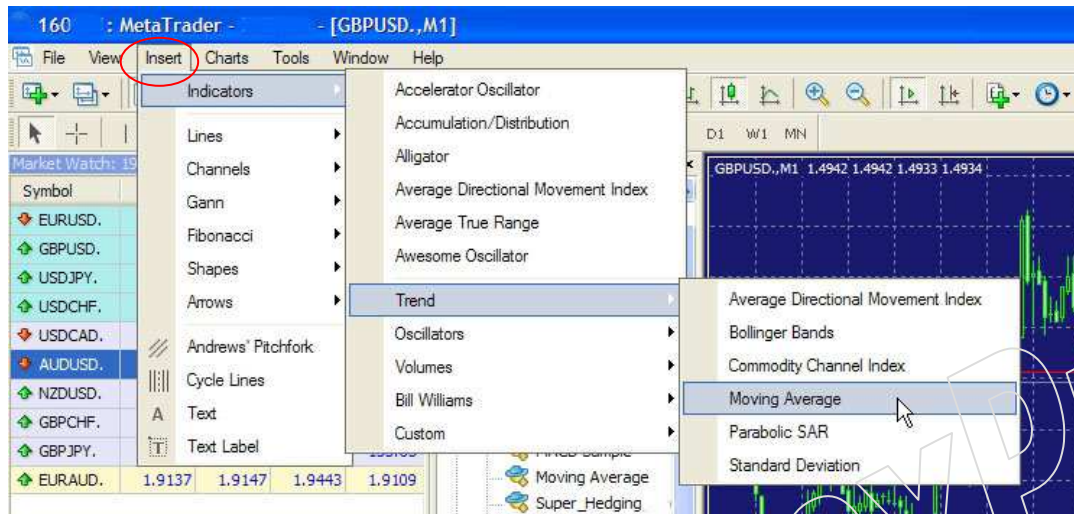 160 : MetaTrader - - [GBPUSD.,M1]
File View Insert Charts Tools Window Help
Indicators
Lines
Channels
Gann
Fibonacci
Shapes
Arrows
Andrews' Pitchfork
Cycle Lines
A Text
T Text Label
Accelerator Oscillator
Accumulation/Distribution
Alligator
Average Directional Movement Index
Average True Range
Awesome Oscillator
Trend
Oscillators
Volumes
Bill Williams
Custom
Average Directional Movement Index
Bollinger Bands
Commodity Channel Index
Moving Average
Parabolic SAR
Standard Deviation
D1 W1 MN
Market Watch: 19
Symbol
EURUSD.
GBPUSD.
USDJPY.
USDCHF.
USDCAD.
AUDUSD.
NZDUSD.
GBPCHF.
GBPJPY.
EURAUD. 1.9137 1.9147 1.9443 1.9109
Moving Average
Super_Hedging
GBPUSD.,M1 1.4942 1.4942 1.4933 1.4934